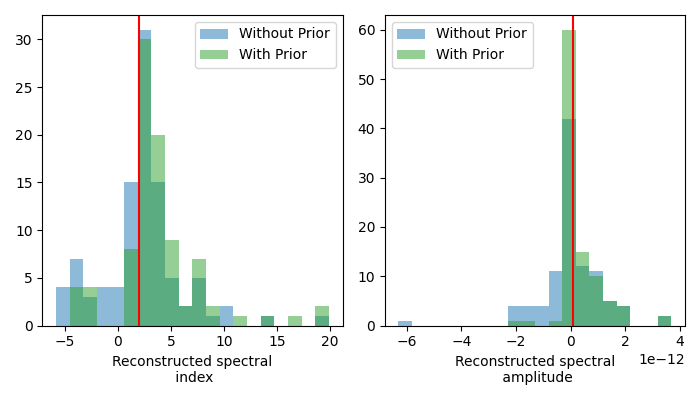 Without Prior
With Prior
30
25
20
15
10
5
0
−5
0
5
10
15
20
Reconstructed spectral
index
Without Prior
With Prior
60
50
40
30
20
10
0
−6
−4
−2
0
2
4
1e−12
Reconstructed spectral
amplitude